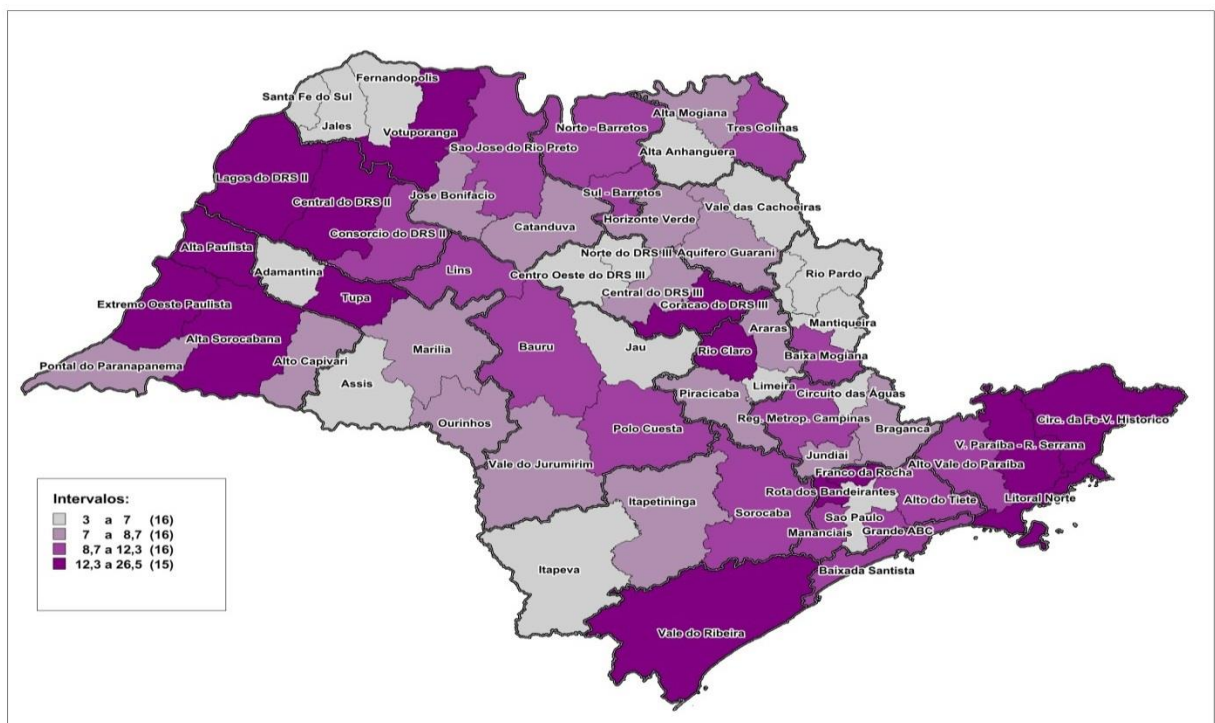 Fernandopolis
Santa Fe do Sul
Jales
Votuporanga
Sao Jose do Rio Preto
Norte - Barretos
Alta Mogiana
Tres Colinas
Alta Anhanguera
Lagos do DRS II
Central do DRS II
Jose Bonifacio
Sul - Barretos
Vale das Cachoeiras
Horizonte Verde
Catanduva
Consorcio do DRS II
Alta Paulista
Norte do DRS III
Aquifero Guarani
Adamantina
Lins
Centro Oeste do DRS III
Rio Pardo
Extremo Oeste Paulista
Tupa
Central do DRS III
Coracao do DRS III
Mantiqueira
Araras
Alta Sorocabana
Marilia
Bauru
Jau
Rio Claro
Baixa Mogiana
Pontal do Paranapanema
Alto Capivari
Assis
Limeira
Circuito das Águas
Piracicaba
Reg. Metrop. Campinas
Circ. da Fe-V. Historico
Ourinhos
Polo Cuesta
Braganca
V. Paraiba - R. Serrana
Vale do Jurumirim
Jundiai
Alto Vale do Paraiba
Franco da Rocha
Itapetininga
Sorocaba
Rota dos Bandeirantes
Alto do Tiete
Litoral Norte
Sao Paulo
Mananciais
Grande ABC
Itapeva
Baixada Santista
Vale do Ribeira
Intervalos:
3 a 7 (16)
7 a 8,7 (16)
8,7 a 12,3 (16)
12,3 a 26,5 (15)